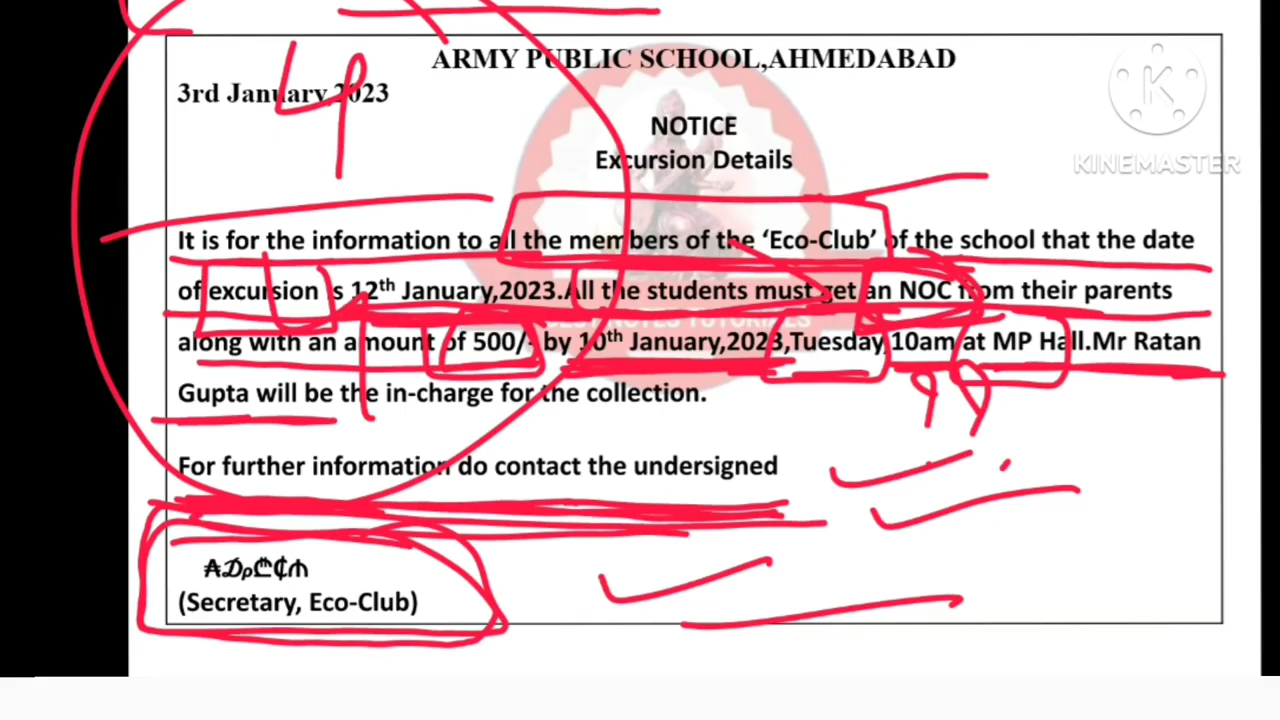 ARMY PUBLIC SCHOOL,AHMEDABAD
3rd January 2023
NOTICE
Excursion Details
KINEMASTER
It is for the information to all the members of the ‘Eco-Club’ of the school that the date
of excursion is 12th January,2023.All the students must get an NOC from their parents
along with an amount of 500/- by 10th January,2023,Tuesday,10am at MP Hall.Mr Ratan
Gupta will be the in-charge for the collection.
For further information do contact the undersigned
(Secretary, Eco-Club)